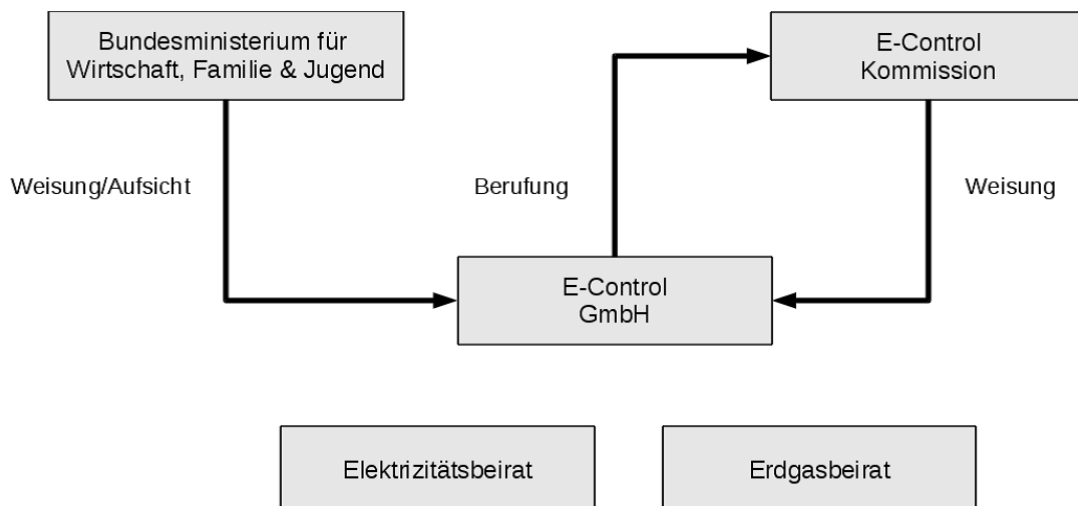 Bundesministerium für
Wirtschaft, Familie & Jugend
E-Control
Kommission
Weisung/Aufsicht
Berufung
Weisung
E-Control
GmbH
Elektrizitätsbeirat
Erdgasbeirat